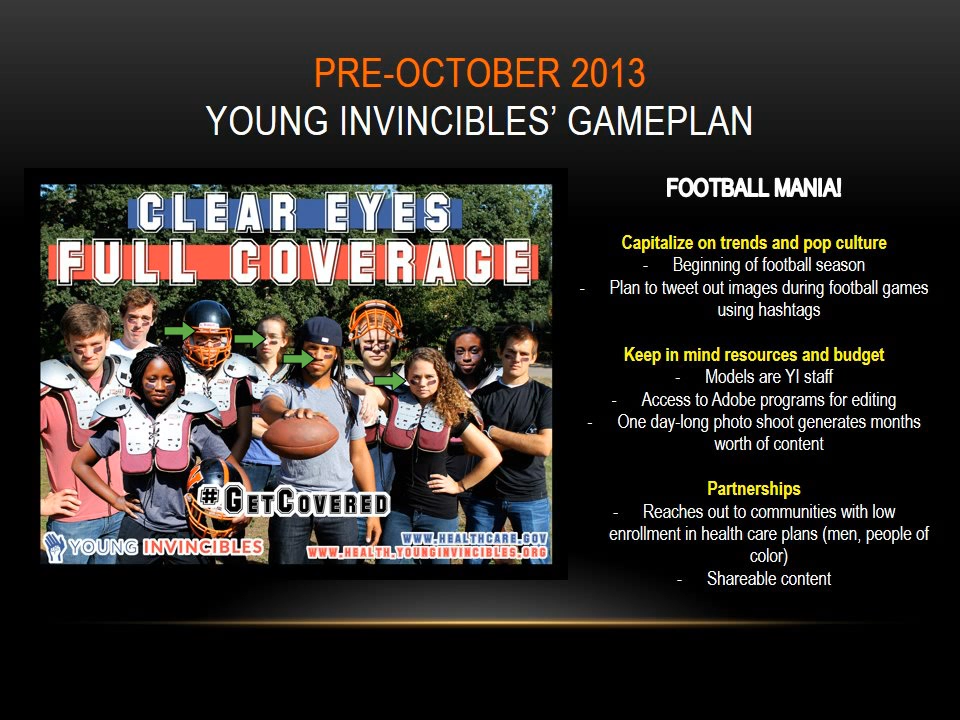 PRE-OCTOBER 2013
YOUNG INVINCIBLES’ GAMEPLAN
CLEAR EYES
FULL COVERAGE
#GETCOVERED
YOUNG INVINCIBLES
WWW.HEALTHCARE.GOV
WWW.HEALTH.YOUNGINVINCIBLES.ORG
FOOTBALL MANIA!
Capitalize on trends and pop culture
- Beginning of football season
- Plan to tweet out images during football games
using hashtags
Keep in mind resources and budget
- Models are YI staff
- Access to Adobe programs for editing
- One day-long photo shoot generates months
worth of content
Partnerships
- Reaches out to communities with low
enrollment in health care plans (men, people of
color)
- Shareable content